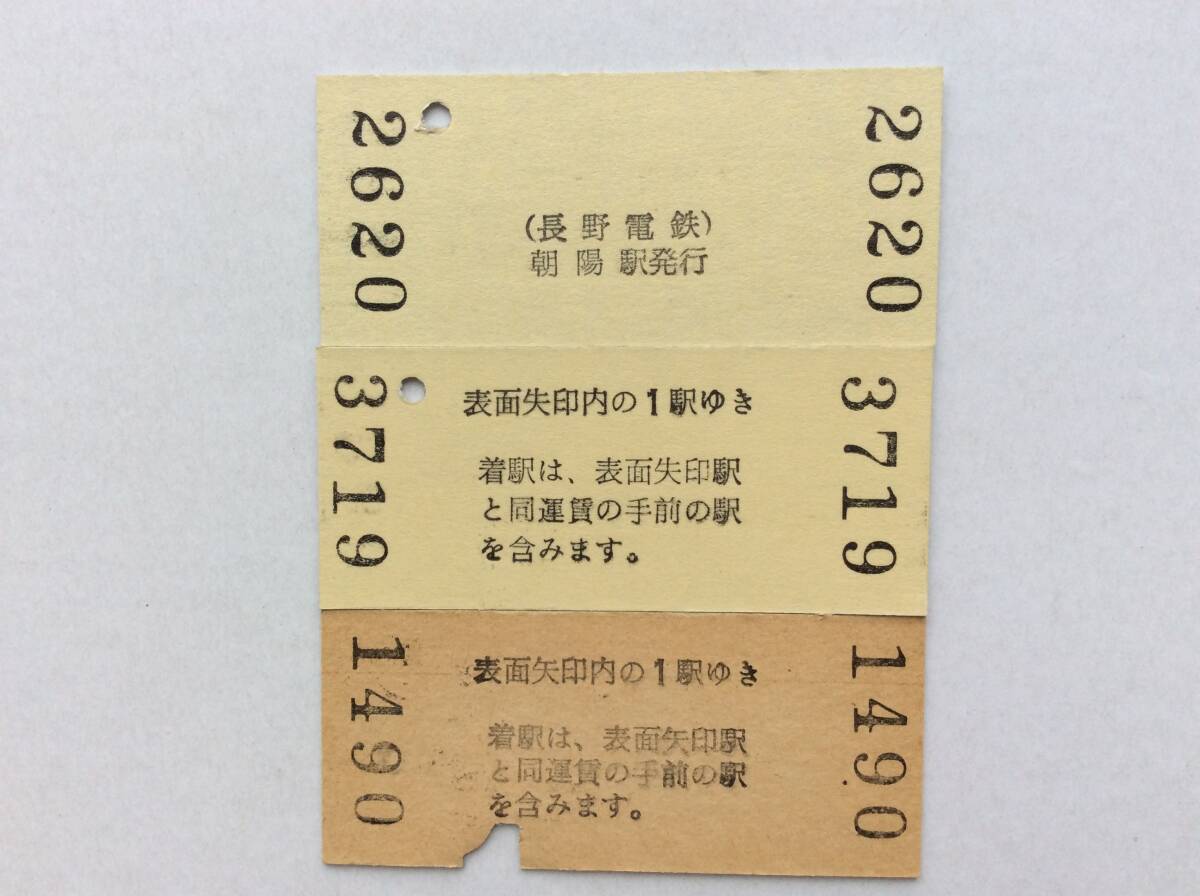 2620
(長野電鉄)
朝陽駅発行
2620
3719
表面失印内の1駅ゆき
着駅は、表面失印駅
と同運賃の手前の駅
を含みます。
3719
1490
表面矢印内の1駅ゆき
着駅は、表面矢印駅
と同運賃の手前の駅
を含みます。
1490